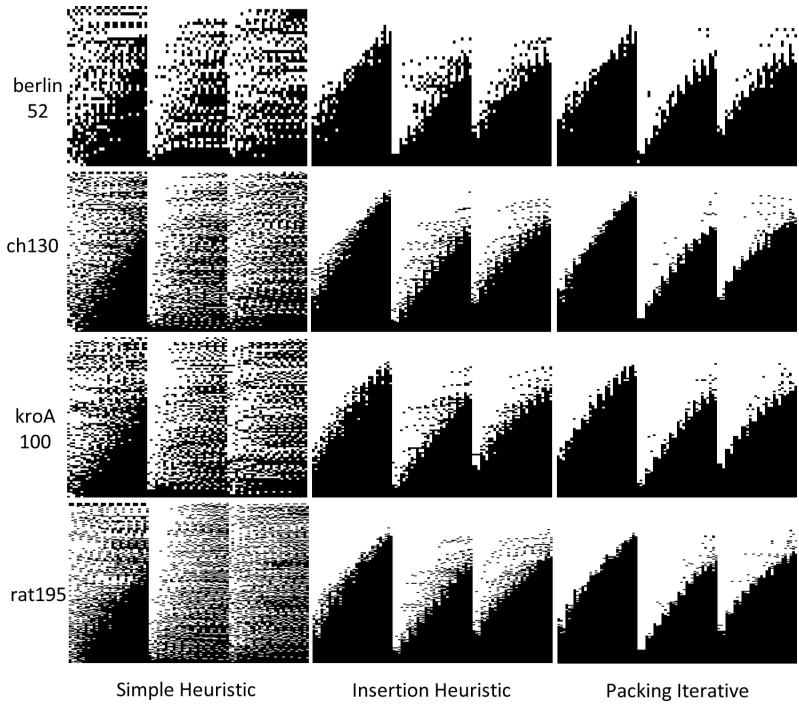 berlin
52
ch130
kroA
100
rat195
Simple Heuristic
Insertion Heuristic
Packing Iterative